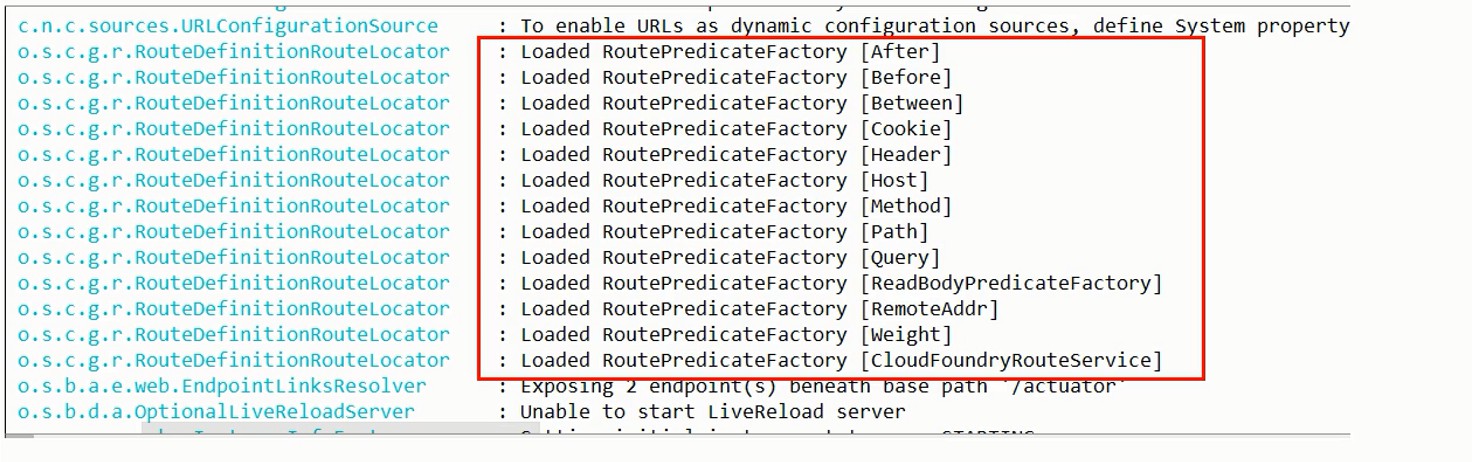 c.n.c.sources.URLConfigurationSource : To enable URLs as dynamic configuration sources, define System property
o.s.c.g.r.RouteDefinitionRouteLocator : Loaded RoutePredicateFactory [After]
o.s.c.g.r.RouteDefinitionRouteLocator : Loaded RoutePredicateFactory [Before]
o.s.c.g.r.RouteDefinitionRouteLocator : Loaded RoutePredicateFactory [Between]
o.s.c.g.r.RouteDefinitionRouteLocator : Loaded RoutePredicateFactory [Cookie]
o.s.c.g.r.RouteDefinitionRouteLocator : Loaded RoutePredicateFactory [Header]
o.s.c.g.r.RouteDefinitionRouteLocator : Loaded RoutePredicateFactory [Host]
o.s.c.g.r.RouteDefinitionRouteLocator : Loaded RoutePredicateFactory [Method]
o.s.c.g.r.RouteDefinitionRouteLocator : Loaded RoutePredicateFactory [Path]
o.s.c.g.r.RouteDefinitionRouteLocator : Loaded RoutePredicateFactory [Query]
o.s.c.g.r.RouteDefinitionRouteLocator : Loaded RoutePredicateFactory [ReadBodyPredicateFactory]
o.s.c.g.r.RouteDefinitionRouteLocator : Loaded RoutePredicateFactory [RemoteAddr]
o.s.c.g.r.RouteDefinitionRouteLocator : Loaded RoutePredicateFactory [Weight]
o.s.c.g.r.RouteDefinitionRouteLocator : Loaded RoutePredicateFactory [CloudFoundryRouteService]
o.s.b.a.e.web.EndpointLinksResolver : Exposing 2 endpoint(s) beneath base path '/actuator'
o.s.b.d.a.OptionalLiveReloadServer : Unable to start LiveReload server